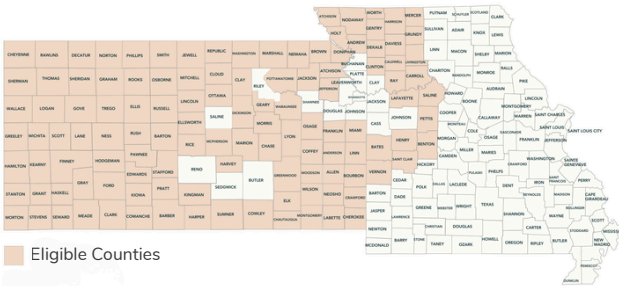 ATCHISON NODAWAY WORTH HARRISON MERCER PUTNAM SCHUYLER SCOTLAND CLARK
HOLT ANDREW GENTRY DAVIESS GRUNDY SULLIVAN ADAIR KNOX LEWIS
CHEYENNE RAWLINS DECATUR NORTON PHILLIPS SMITH JEWELL REPUBLIC WASHINGTON MARSHALL NEMAHA BROWN DONIPHAN BUCHANAN DEKALB LINN MACON SHELBY MARION
SHERMAN THOMAS SHERIDAN GRAHAM ROOKS OSBORNE MITCHELL CLOUD CLAY RILEY POTTAWATOMIE JACKSON ATCHISON LEAVENWORTH PLATTE CLINTON CALDWELL LIVINGSTON CHARITON RANDOLPH MONROE RALLS PIKE
WALLACE LOGAN GOVE TREGO ELLIS RUSSELL LINCOLN OTTAWA SALINE DICKINSON GEARY WABAUNSEE SHAWNEE JEFFERSON DOUGLAS JOHNSON CLAY RAY CARROLL LAFAYETTE SALINE HOWARD BOONE AUDRAIN CALLAWAY MONTGOMERY LINCOLN WARREN SAINT CHARLES SAINT LOUIS SAINT LOUIS CITY
GREELEY WICHITA SCOTT LANE NESS RUSH BARTON ELLSWORTH RICE MCPHERSON MARION MORRIS CHASE LYON OSAGE FRANKLIN MIAMI JACKSON CASS JOHNSON PETTIS COOPER MONITEAU COLE OSAGE GASCONADE FRANKLIN
HAMILTON KEARNY FINNEY HODGEMAN PAWNEE STAFFORD RENO HARVEY BUTLER GREENWOOD COFFEY ANDERSON LINN BATES HENRY BENTON MORGAN CAMDEN MILLER MARIES PHELPS WASHINGTON SAINTE GENEVIEVE PERRY
STANTON GRANT HASKELL GRAY FORD EDWARDS KIOWA PRATT KINGMAN SEDGWICK ELK WOODSON WILSON ALLEN NEOSHO BOURBON CRAWFORD VERNON SAINT CLAIR HICKORY CEDAR POLK DALLAS LACLEDE PULASKI DENT IRON SAINT FRANCOIS MADISON CAPE GIRARDEAU
MORTON STEVENS SEWARD MEADE CLARK COMANCHE BARBER HARPER SUMNER COWLEY CHAUTAUQUA MONTGOMERY LABETTE CHEROKEE BARTON DADE GREENE WEBSTER WRIGHT TEXAS SHANNON REYNOLDS WAYNE BOLLINGER SCOTT MISSISSI
JASPER LAWRENCE CHRISTIAN DOUGLAS HOWELL OREGON CARTER RIPLEY BUTLER STODDARD NEW MADRID
NEWTON MCDONALD BARRY STONE TANEY OZARK DUNKLIN PEMISCOT
Eligible Counties